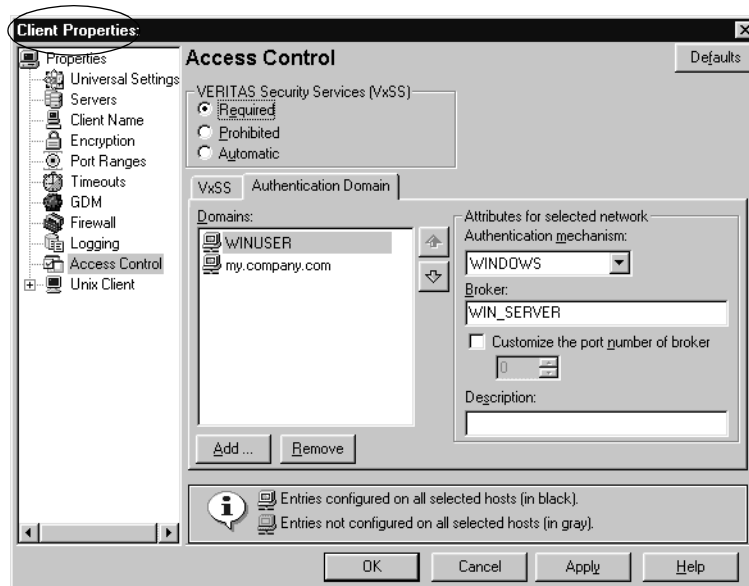 Client Properties:
Properties
Universal Settings
Servers
Client Name
Encryption
Port Ranges
Timeouts
GDM
Firewall
Logging
Access Control
Unix Client
Access Control
Defaults
VERITAS Security Services (VxSS)
Required
Prohibited
Automatic
VxSS
Authentication Domain
Domains:
WINUSER
my.company.com
Add ...
Remove
Attributes for selected network
Authentication mechanism:
WINDOWS
Broker:
WIN_SERVER
Customize the port number of broker
0
Description:
Entries configured on all selected hosts (in black).
Entries not configured on all selected hosts (in gray).
OK
Cancel
Apply
Help